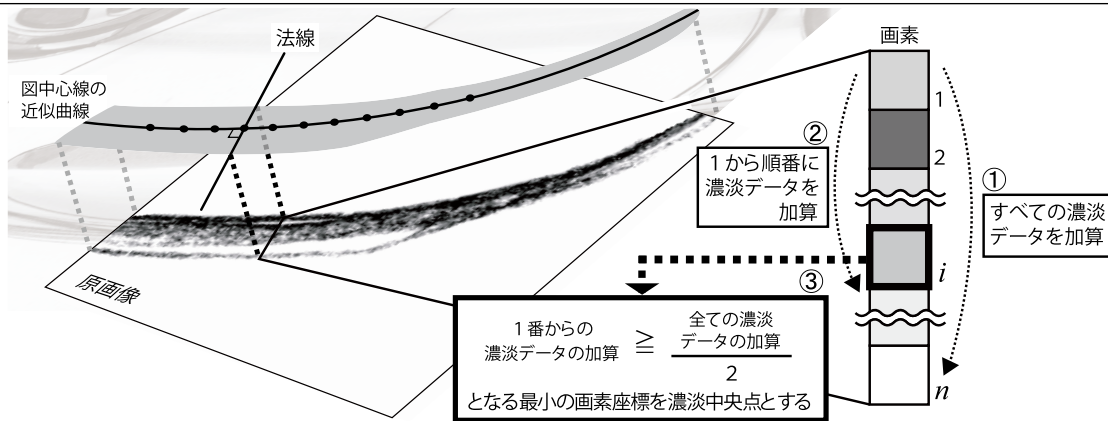 法線
図中心線の
近似曲線
原画像
画素
1
2
i
n
②
1から順番に
濃淡データを
加算
①
すべての濃淡
データを加算
③
1番からの
濃淡データの加算
≧
全ての濃淡
データの加算
2
となる最小の画素座標を濃淡中央点とする